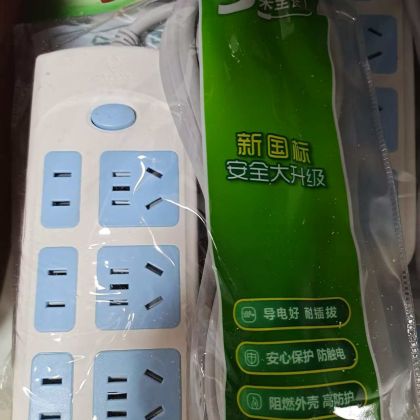 新国标
安全大升级
导电好 耐插拔
安心保护 防触电
阻燃外壳 高防护